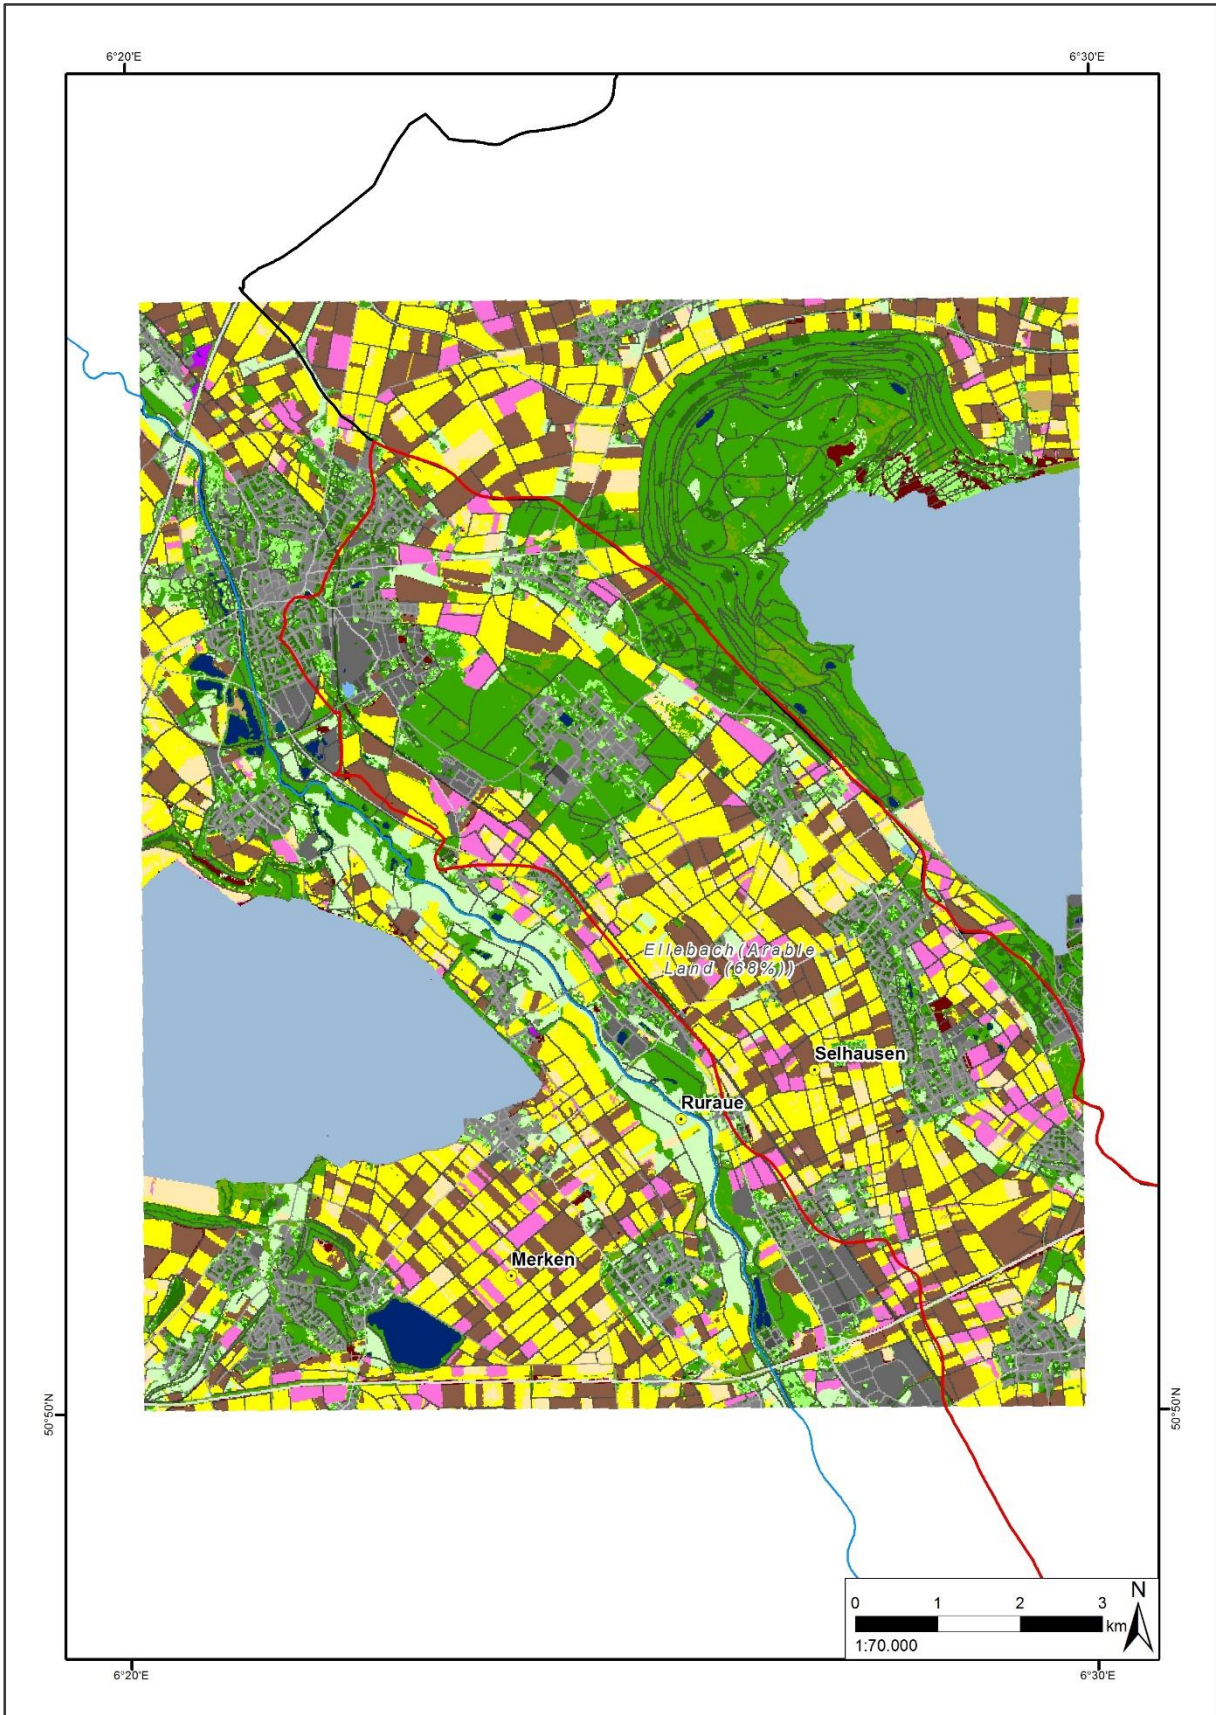 6°20'E
6°30'E
Ellebach(Arable
Land (68%))
Selhausen
Ruraue
Merken
50°50'N
50°50'N
0 1 2 3
km
N
1:70.000
6°20'E
6°30'E